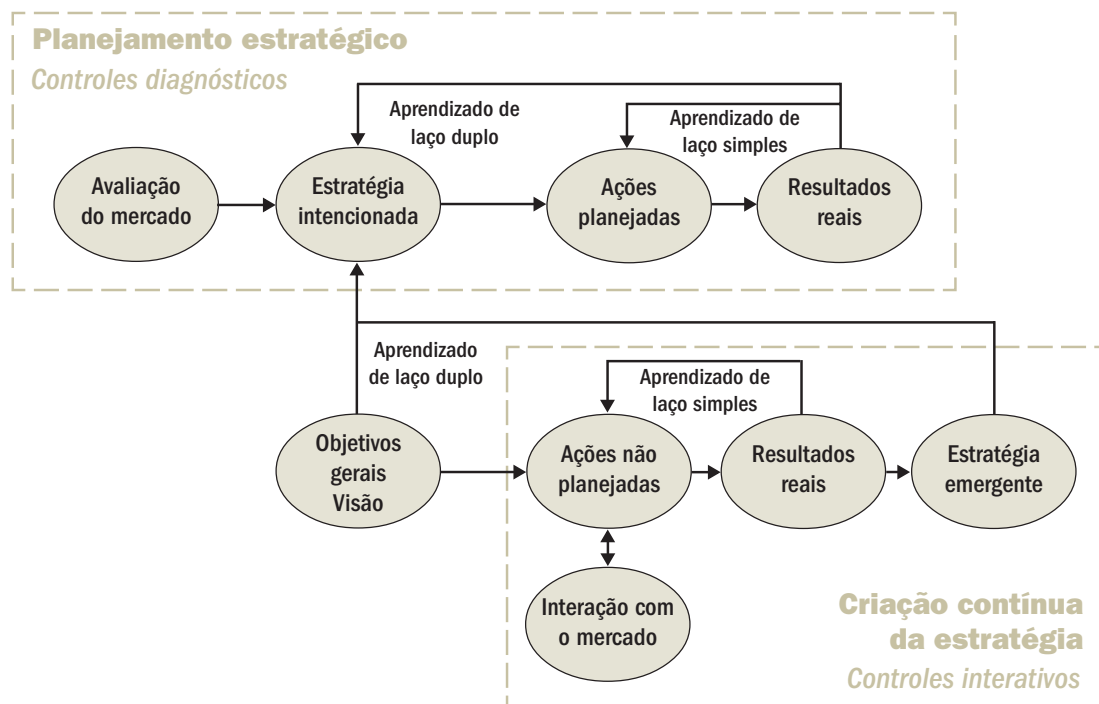 Planejamento estratégico
Controles diagnósticos
Aprendizado de
laço duplo
Aprendizado de
laço simples
Avaliação
do mercado
Estratégia
intencionada
Ações
planejadas
Resultados
reais
Aprendizado
de laço duplo
Aprendizado de
laço simples
Objetivos
gerais
Visão
Ações não
planejadas
Resultados
reais
Estratégia
emergente
Interação com
o mercado
Criação contínua
da estratégia
Controles interativos